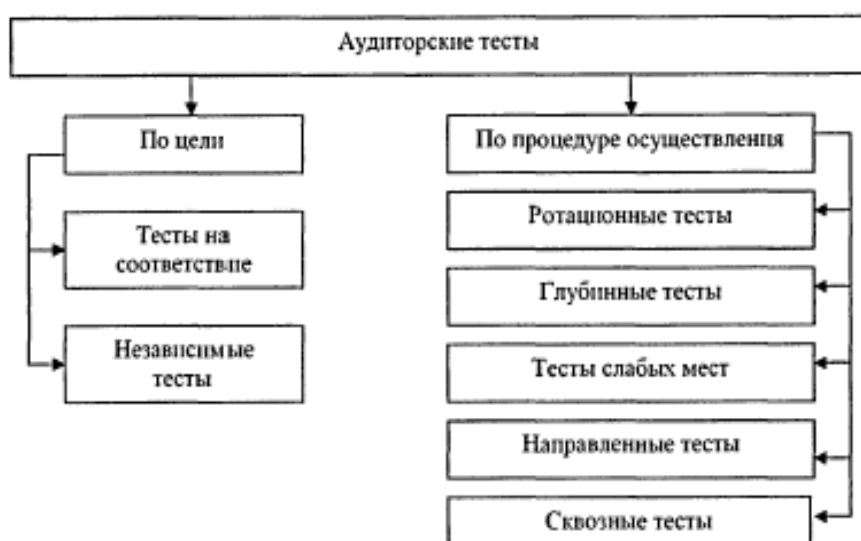 Аудиторские тесты
По цели
Тесты на
соответствие
Независимые
тесты
По процедуре осуществления
Ротационные тесты
Глубинные тесты
Тесты слабых мест
Направленные тесты
Сквозные тесты